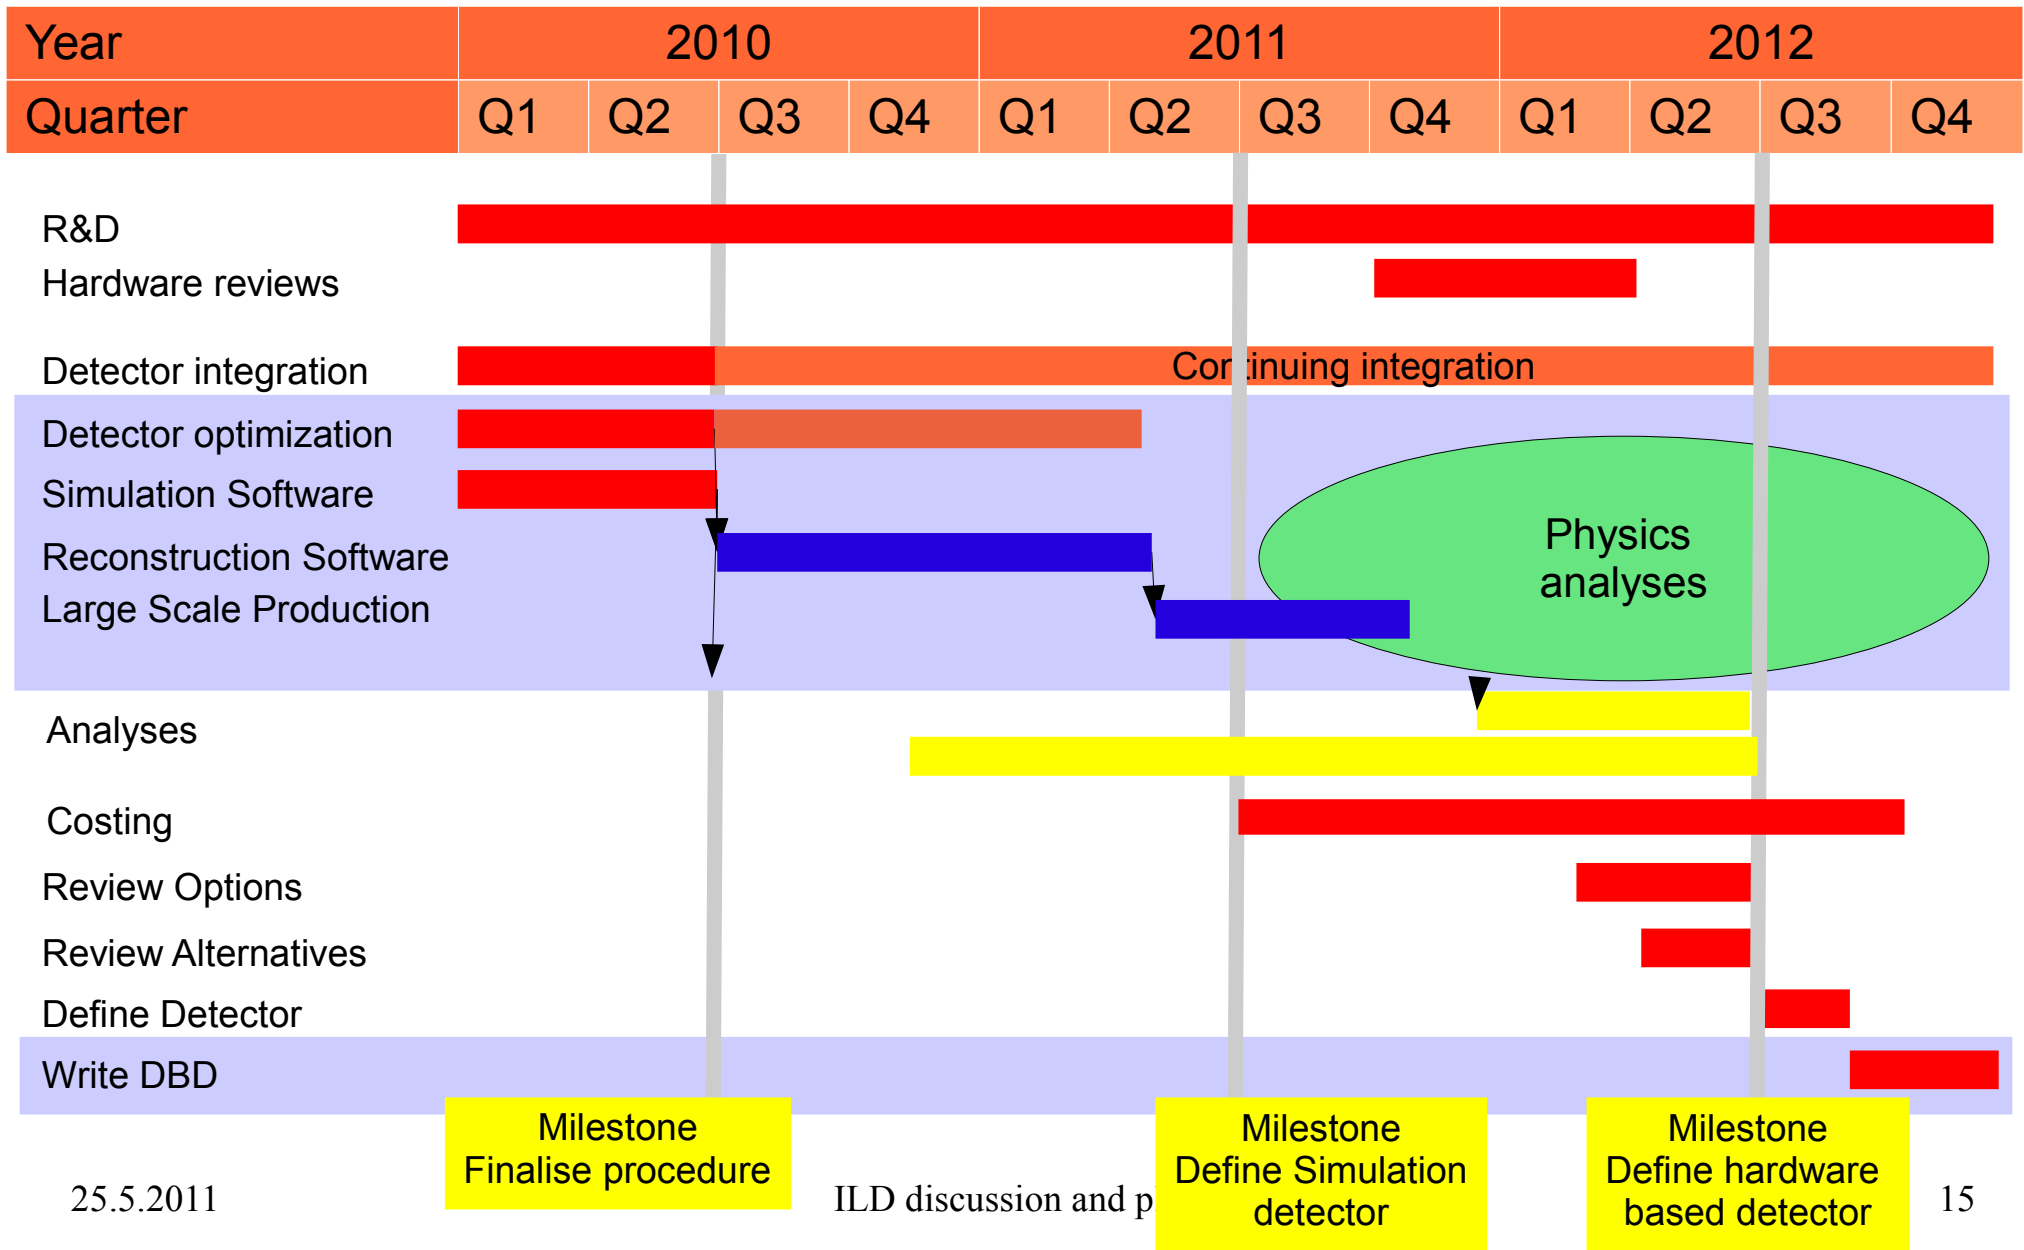 Year 2010 2011 2012
Quarter Q1 Q2 Q3 Q4 Q1 Q2 Q3 Q4 Q1 Q2 Q3 Q4
R&D
Hardware reviews
Detector integration
Continuing integration
Detector optimization
Simulation Software
Reconstruction Software
Large Scale Production
Physics
analyses
Analyses
Costing
Review Options
Review Alternatives
Define Detector
Write DBD
Milestone
Finalise procedure
Milestone
Define Simulation
detector
Milestone
Define hardware
based detector
25.5.2011
ILD discussion and
15